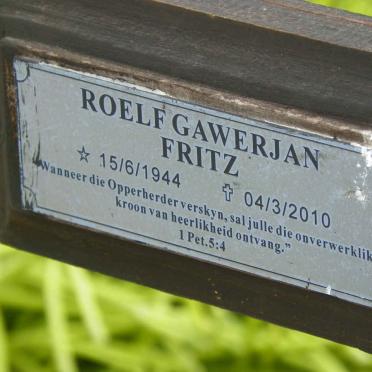 ROELF GAWERJAN
FRITZ
☆ 15/6/1944 ✝ 04/3/2010
"Wanneer die Opperherder verskyn, sal julle die onverwerklik
kroon van heerlikheid ontvang."
1 Pet.5:4